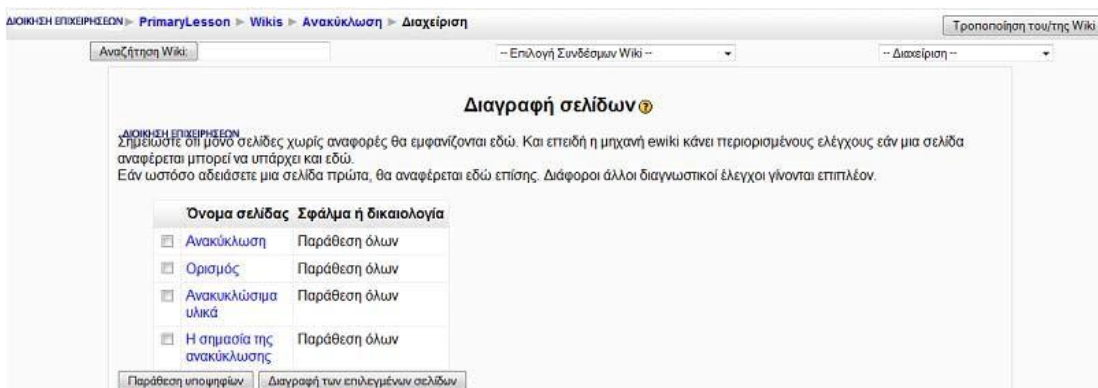 ΔΙΟΙΚΗΣΗ ΕΠΙΧΕΙΡΗΣΕΩΝ ► PrimaryLesson ► Wikis ► Ανακύκλωση ► Διαχείριση
Τροποποίηση του/της Wiki
Αναζήτηση Wiki: -- Επιλογή Συνδέσμων Wiki -- -- Διαχείριση --
Διαγραφή σελίδων
ΔΙΟΙΚΗΣΗ ΕΠΙΧΕΙΡΗΣΕΩΝ
Σημειώστε ότι μόνο σελίδες χωρίς αναφορές θα εμφανίζονται εδώ. Και επειδή η μηχανή ewiki κάνει περιορισμένους ελέγχους εάν μια σελίδα
αναφέρεται μπορεί να υπάρχει και εδώ.
Εάν ωστόσο αδειάσετε μια σελίδα πρώτα, θα αναφέρεται εδώ επίσης. Διάφοροι άλλοι διαγνωστικοί έλεγχοι γίνονται επιπλέον.
Όνομα σελίδας Σφάλμα ή δικαιολογία
Ανακύκλωση Παράθεση όλων
Ορισμός Παράθεση όλων
Ανακυκλώσιμα Παράθεση όλων
υλικά
Η σημασία της Παράθεση όλων
ανακύκλωσης
Παράθεση υποψηφίων Διαγραφή των επιλεγμένων σελίδων